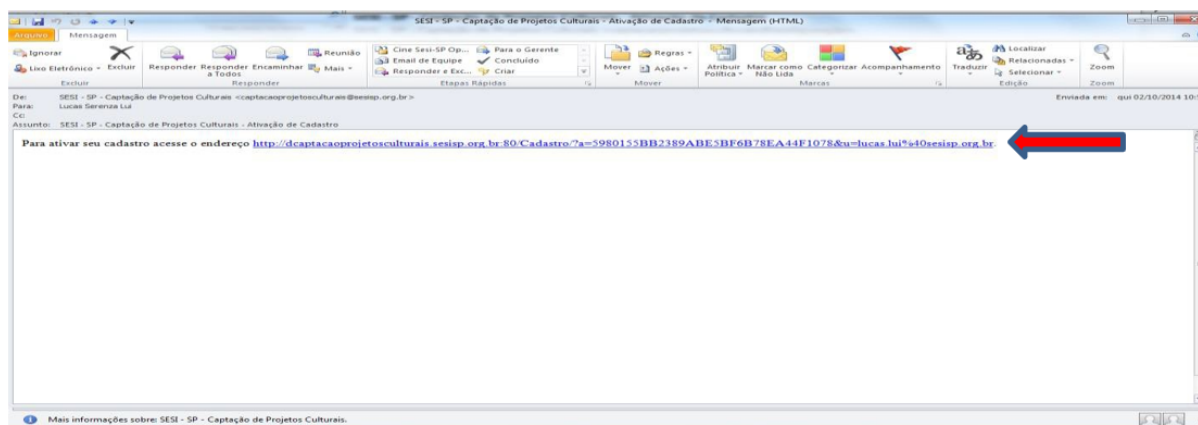 SESI - SP - Captação de Projetos Culturais - Ativação de Cadastro - Mensagem (HTML)
Arquivo Mensagem
Ignorar
Lixo Eletrônico
Excluir
Responder
Responder a Todos
Encaminhar
Reunião
Mais
Cine Sesi-SP Op...
Email de Equipe
Responder e Exc...
Para o Gerente
Concluído
Criar
Mover
Regras
Ações
Atribuir Política
Marcar como Não Lida
Categorizar
Acompanhamento
Traduzir
Localizar
Relacionadas
Selecionar
Zoom
Excluir Responder Etapas Rápidas Mover Marcas Edição Zoom
De: SESI - SP - Captação de Projetos Culturais <captacaoprojetosculturais@sesisp.org.br> Enviada em: qui 02/10/2014 10:
Para: Lucas Serenza Lui
Cc:
Assunto: SESI - SP - Captação de Projetos Culturais - Ativação de Cadastro
Para ativar seu cadastro acesse o endereço http://dcaptacaoprojetosculturais.sesisp.org.br:80/Cadastro/?a=5980155BB2389ABE5BF6B78EA44F1078&u=lucas.lui%40sesisp.org.br.
Mais informações sobre: SESI - SP - Captação de Projetos Culturais.